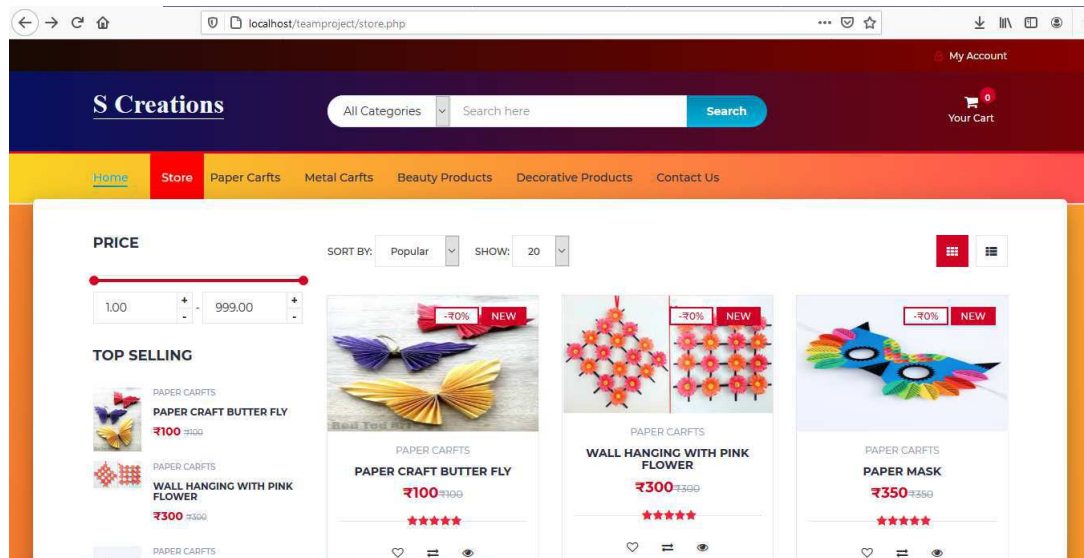 localhost/teamproject/store.php
My Account
S Creations
All Categories
Search here
Search
0
Your Cart
Home
Store
Paper Carfts
Metal Carfts
Beauty Products
Decorative Products
Contact Us
PRICE
1.00
+
-
-
999.00
+
-
TOP SELLING
PAPER CARFTS
PAPER CRAFT BUTTER FLY
₹100 ₹100
PAPER CARFTS
WALL HANGING WITH PINK
FLOWER
₹300 ₹300
PAPER CARFTS
SORT BY:
Popular
SHOW:
20
-₹0%
NEW
PAPER CARFTS
PAPER CRAFT BUTTER FLY
₹100 ₹100
-₹0%
NEW
PAPER CARFTS
WALL HANGING WITH PINK
FLOWER
₹300 ₹300
-₹0%
NEW
PAPER CARFTS
PAPER MASK
₹350 ₹350